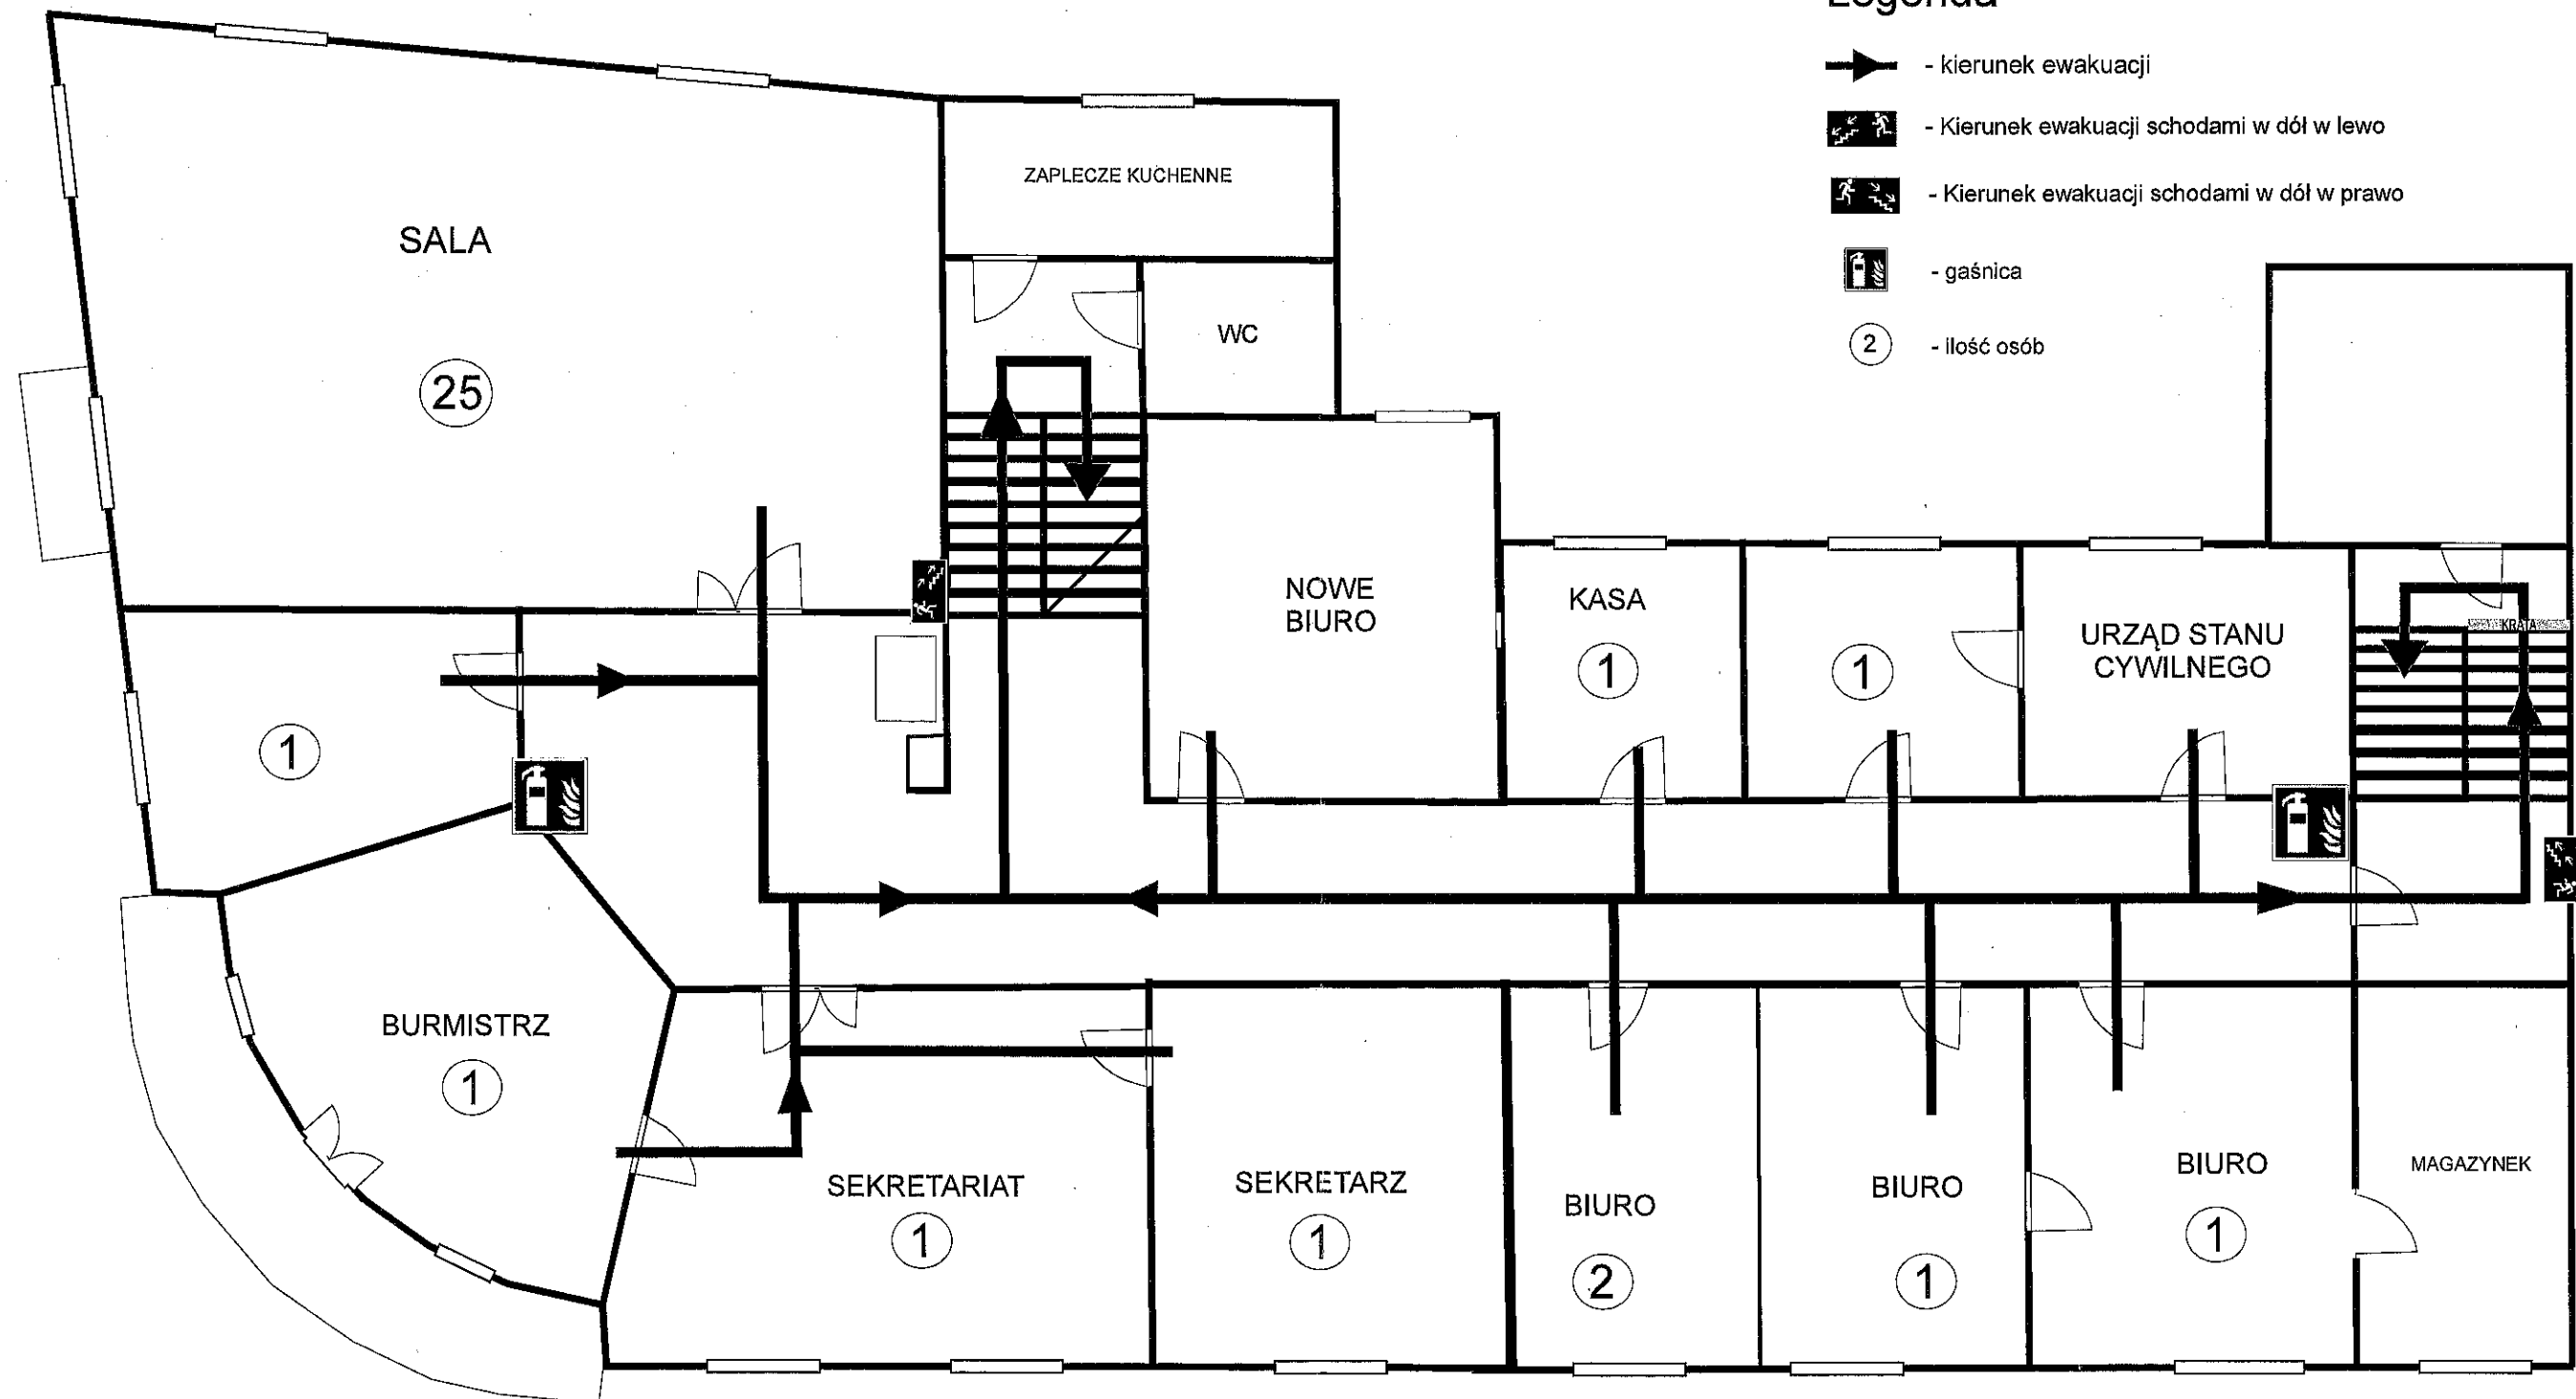 Legenda
- kierunek ewakuacji
- Kierunek ewakuacji schodami w dół w lewo
- Kierunek ewakuacji schodami w dół w prawo
- gaśnica
2 - ilość osób
ZAPLECZE KUCHENNE
SALA
25
WC
NOWE
BIURO
KASA
1
1
URZĄD STANU
CYWILNEGO
KRATA
1
BURMISTRZ
1
SEKRETARIAT
1
SEKRETARZ
1
BIURO
2
BIURO
1
BIURO
1
MAGAZYNEK